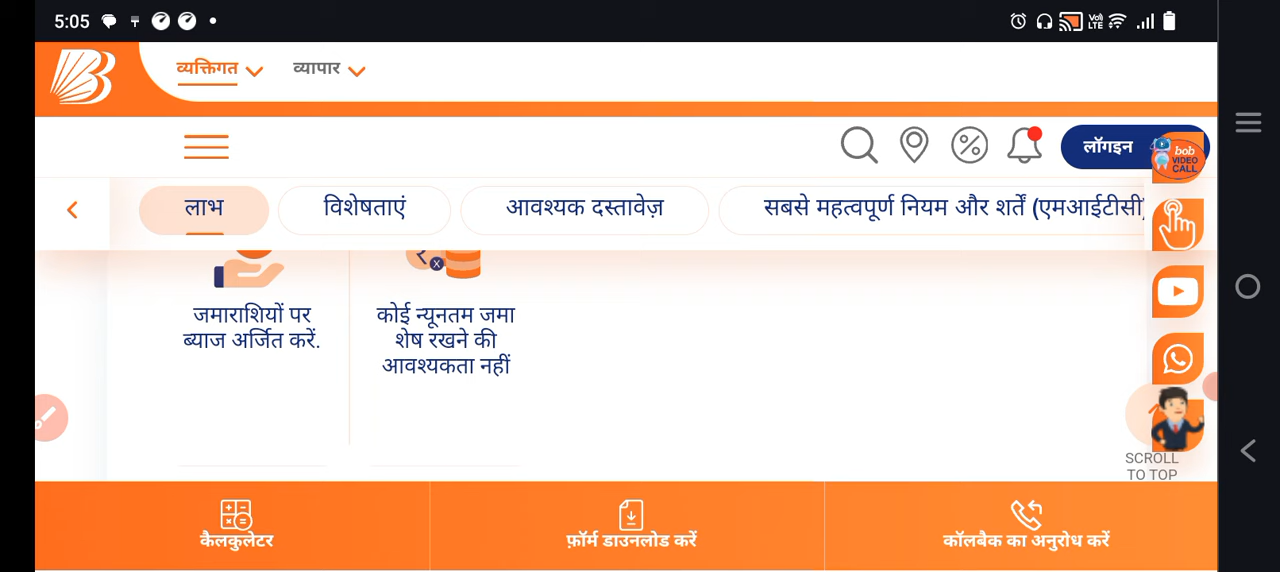 5:05
Vo)
LTE
व्यक्तिगत
व्यापार
लॉगइन
bob
VIDEO
CALL
लाभ
विशेषताएं
आवश्यक दस्तावेज़
सबसे महत्वपूर्ण नियम और शर्तें (एमआईटीसी)
जमाराशियों पर
ब्याज अर्जित करें.
कोई न्यूनतम जमा
शेष रखने की
आवश्यकता नहीं
SCROLL
TO TOP
कैलकुलेटर
फ़ॉर्म डाउनलोड करें
कॉलबैक का अनुरोध करें